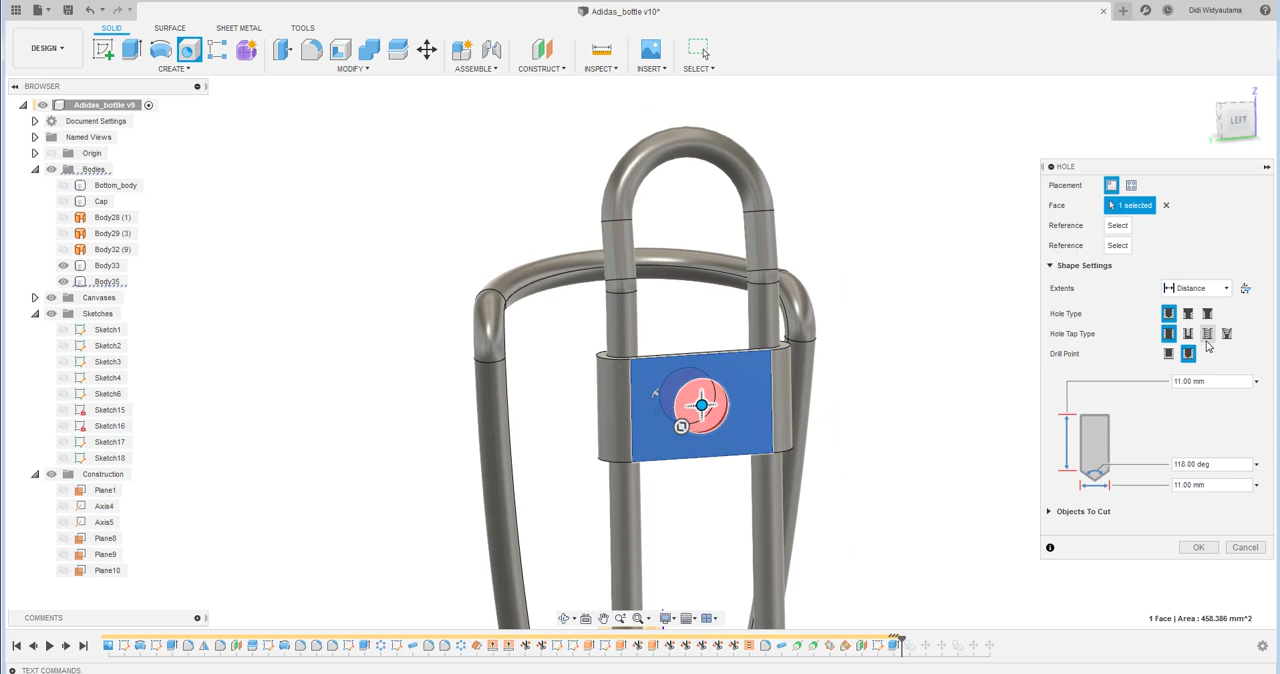 Adidas_bottle v10*
Didi Widyautama
SOLID
SURFACE
SHEET METAL
TOOLS
DESIGN
CREATE
MODIFY
ASSEMBLE
CONSTRUCT
INSPECT
INSERT
SELECT
BROWSER
Adidas_bottle v9
Document Settings
Named Views
Origin
Bodies
Bottom_body
Cap
Body28 (1)
Body29 (3)
Body32 (9)
Body33
Body35
Canvases
Sketches
Sketch1
Sketch2
Sketch3
Sketch4
Sketch6
Sketch15
Sketch16
Sketch17
Sketch18
Construction
Plane1
Axis4
Axis5
Plane8
Plane9
Plane10
Z
LEFT
Y
HOLE
Placement
Face
1 selected
Reference
Select
Reference
Select
Shape Settings
Extents
Distance
Hole Type
Hole Tap Type
Drill Point
11.00 mm
118.00 deg
11.00 mm
Objects To Cut
OK
Cancel
COMMENTS
1 Face | Area : 458.386 mm^2
TEXT COMMANDS